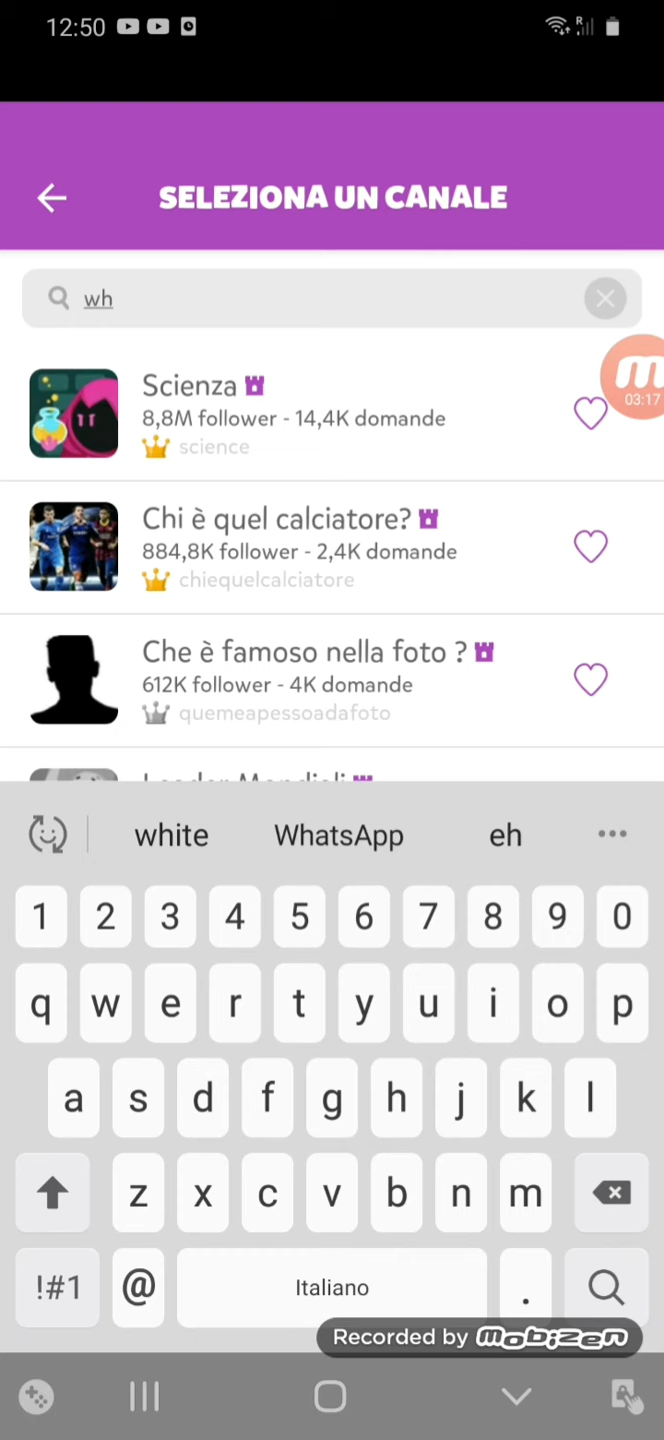 12:50
R
SELEZIONA UN CANALE
wh
Scienza
8,8M follower - 14,4K domande
science
03:17
Chi è quel calciatore?
884,8K follower - 2,4K domande
chiequelcalciatore
Che è famoso nella foto ?
612K follower - 4K domande
quemeapessoadafoto
Leader Mondiali
white WhatsApp eh
1 2 3 4 5 6 7 8 9 0
q w e r t y u i o p
a s d f g h j k l
z x c v b n m
!#1 @ Italiano .
Recorded by mobizen